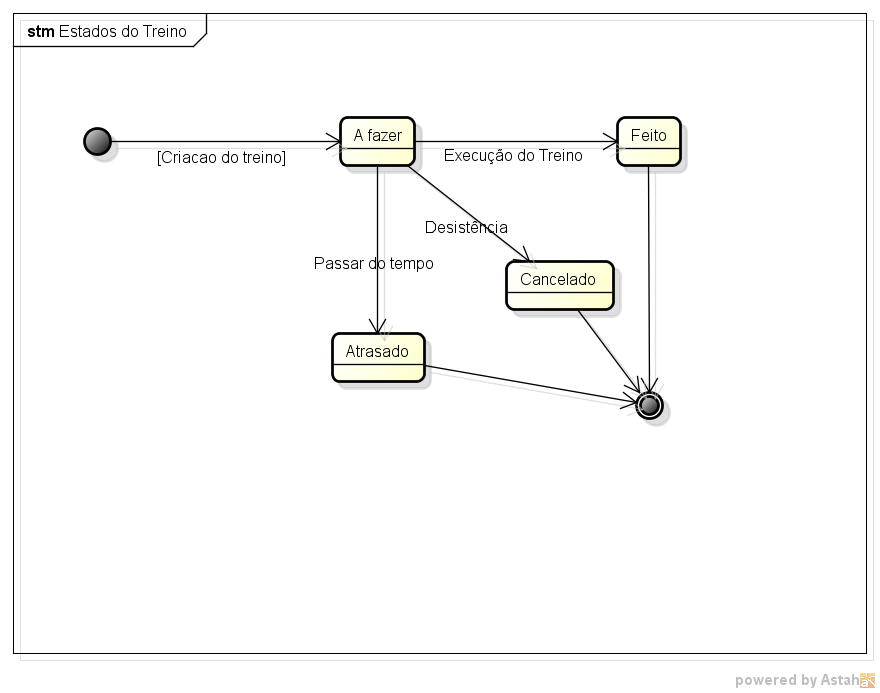 stm Estados do Treino
A fazer
Feito
[Criacao do treino]
Execução do Treino
Desistência
Passar do tempo
Cancelado
Atrasado
powered by Astah